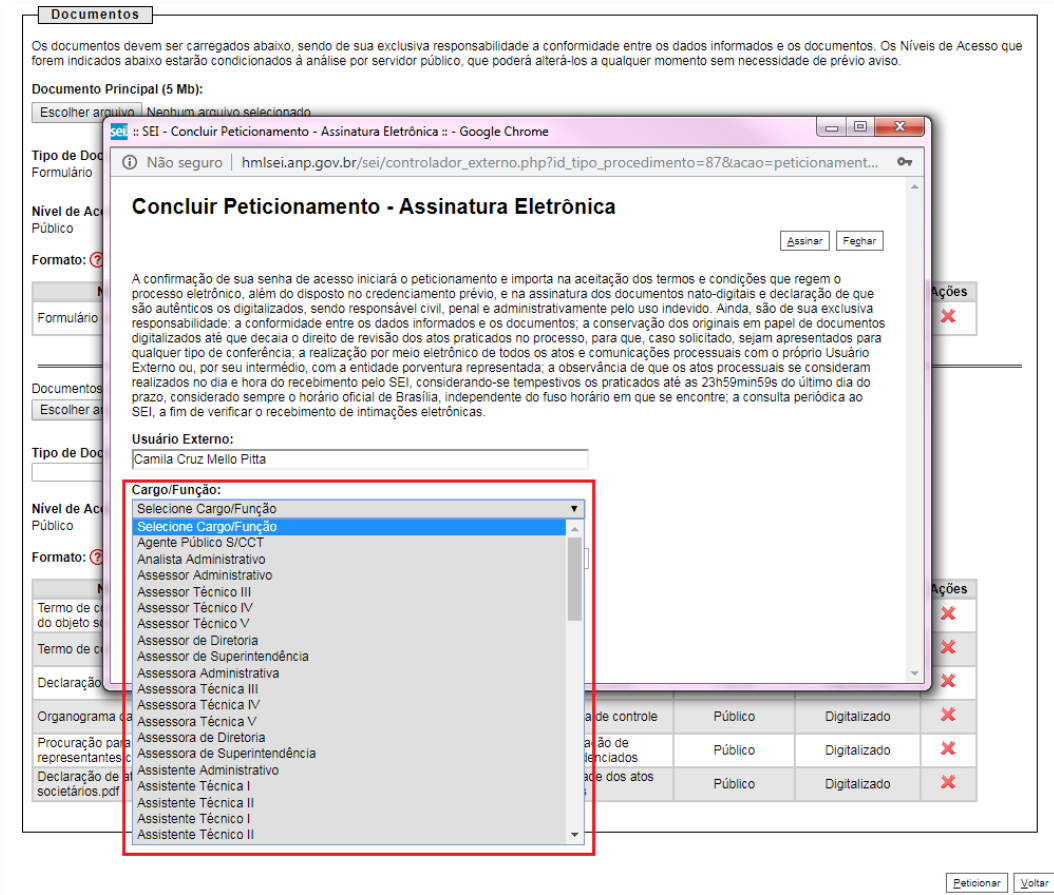 Documentos
Os documentos devem ser carregados abaixo, sendo de sua exclusiva responsabilidade a conformidade entre os dados informados e os documentos. Os Níveis de Acesso que
forem indicados abaixo estarão condicionados à análise por servidor público, que poderá alterá-los a qualquer momento sem necessidade de prévio aviso.
Documento Principal (5 Mb):
Escolher arquivo Nenhum arquivo selecionado
sei :: SEI - Concluir Peticionamento - Assinatura Eletrônica :: - Google Chrome
Tipo de Doc
Não seguro | hmlsei.anp.gov.br/sei/controlador_externo.php?id_tipo_procedimento=87&acao=peticionament...
Formulário
Concluir Peticionamento - Assinatura Eletrônica
Nível de Ac
Público
Assinar Fechar
Formato:
A confirmação de sua senha de acesso iniciará o peticionamento e importa na aceitação dos termos e condições que regem o
processo eletrônico, além do disposto no credenciamento prévio, e na assinatura dos documentos nato-digitais e declaração de que
são autênticos os digitalizados, sendo responsável civil, penal e administrativamente pelo uso indevido. Ainda, são de sua exclusiva
responsabilidade: a conformidade entre os dados informados e os documentos; a conservação dos originais em papel de documentos
digitalizados até que decaia o direito de revisão dos atos praticados no processo, para que, caso solicitado, sejam apresentados para
qualquer tipo de conferência; a realização por meio eletrônico de todos os atos e comunicações processuais com o próprio Usuário
Externo ou, por seu intermédio, com a entidade porventura representada; a observância de que os atos processuais se consideram
realizados no dia e hora do recebimento pelo SEI, considerando-se tempestivos os praticados até as 23h59min59s do último dia do
prazo, considerado sempre o horário oficial de Brasília, independente do fuso horário em que se encontre; a consulta periódica ao
SEI, a fim de verificar o recebimento de intimações eletrônicas.
N Ações
Formulário
Documentos
Escolher a
Usuário Externo:
Camila Cruz Mello Pitta
Tipo de Doc
Cargo/Função:
Selecione Cargo/Função
Selecione Cargo/Função
Agente Público S/CCT
Analista Administrativo
Assessor Administrativo
Assessor Técnico III
Assessor Técnico IV
Assessor Técnico V
Assessor de Diretoria
Assessor de Superintendência
Assessora Administrativa
Assessora Técnica III
Assessora Técnica IV
Assessora Técnica V
Assessora de Diretoria
Assessora de Superintendência
Assistente Administrativo
Assistente Técnica I
Assistente Técnica II
Assistente Técnico I
Assistente Técnico II
Nível de Ac
Público
Formato:
N Ações
Termo de c
do objeto s
Termo de c
Declaração
Organograma da a de controle Público Digitalizado
Procuração para ação de
representantes c denciados Público Digitalizado
Declaração de at ade dos atos
societários.pdf Público Digitalizado
Peticionar Voltar